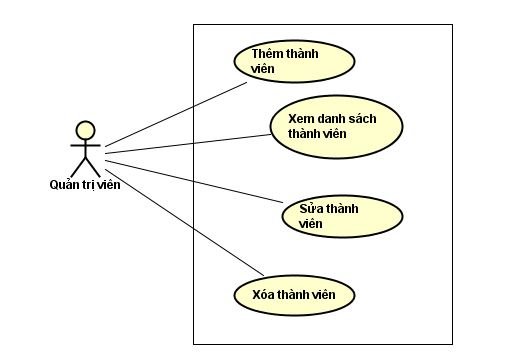 Thêm thành
viên
Xem danh sách
thành viên
Quản trị viên
Sửa thành
viên
Xóa thành viên